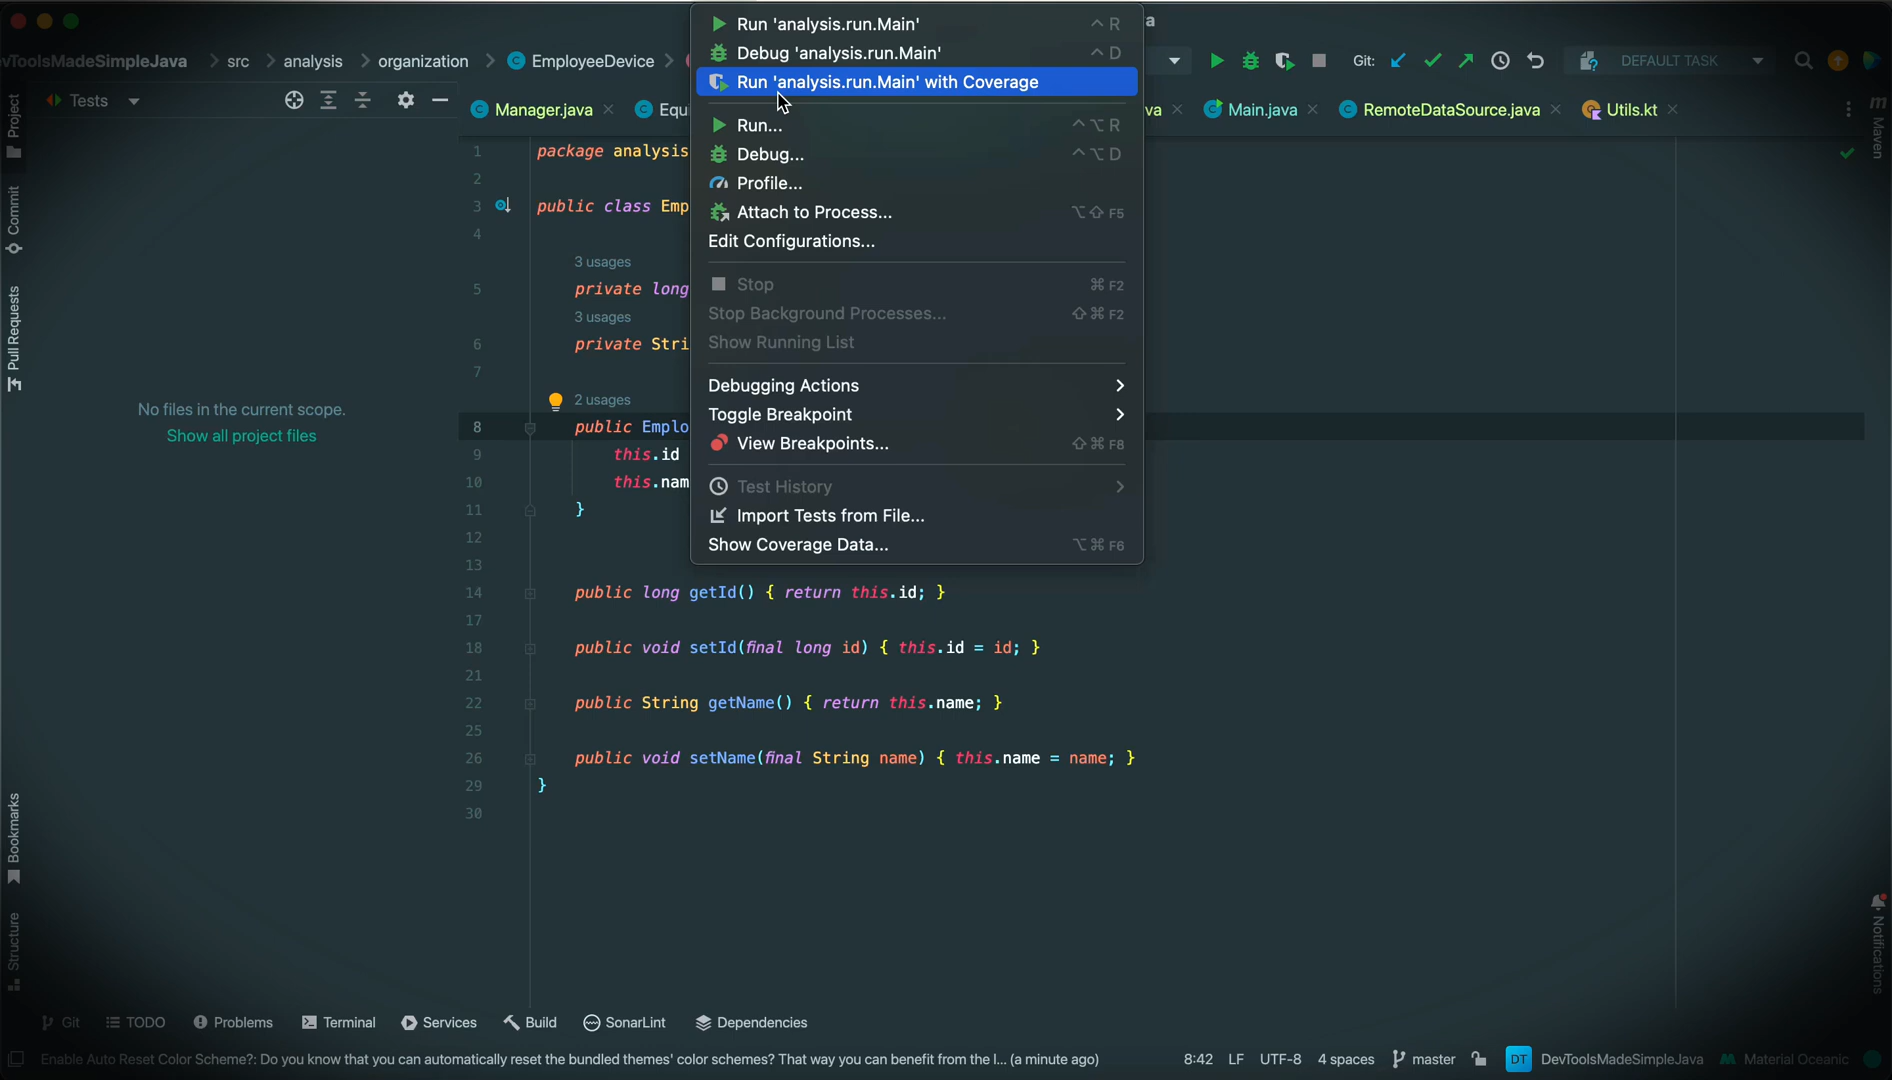 Run 'analysis.run.Main' ^ R
a
Debug 'analysis.run.Main' ^ D
vToolsMadeSimpleJava > src > analysis > organization > EmployeeDevice >
Git: DEFAULT TASK
Run 'analysis.run.Main' with Coverage
Tests
Manager.java
Equi
va
Main.java
RemoteDataSource.java
Utils.kt
Run... ^⌥ R
Debug... ^⌥ D
Profile...
Attach to Process... ⌥⇧ F5
Edit Configurations...
Stop ⌘ F2
Stop Background Processes... ⇧⌘ F2
Show Running List
Debugging Actions >
Toggle Breakpoint >
View Breakpoints... ⇧⌘ F8
Test History >
Import Tests from File...
Show Coverage Data... ⌥⌘ F6
Project
Commit
Pull Requests
Bookmarks
Structure
Maven
Notifications
No files in the current scope.
Show all project files
1 package analysis
2
3 public class Emp
4
3 usages
5 private long
3 usages
6 private Stri
7
2 usages
8 public Emplo
9 this.id
10 this.nam
11 }
12
13
14 public long getId() { return this.id; }
17
18 public void setId(final long id) { this.id = id; }
21
22 public String getName() { return this.name; }
25
26 public void setName(final String name) { this.name = name; }
29 }
30
Git TODO Problems Terminal Services Build SonarLint Dependencies
Enable Auto Reset Color Scheme?: Do you know that you can automatically reset the bundled themes' color schemes? That way you can benefit from the l... (a minute ago) 8:42 LF UTF-8 4 spaces master DT DevToolsMadeSimpleJava Material Oceanic